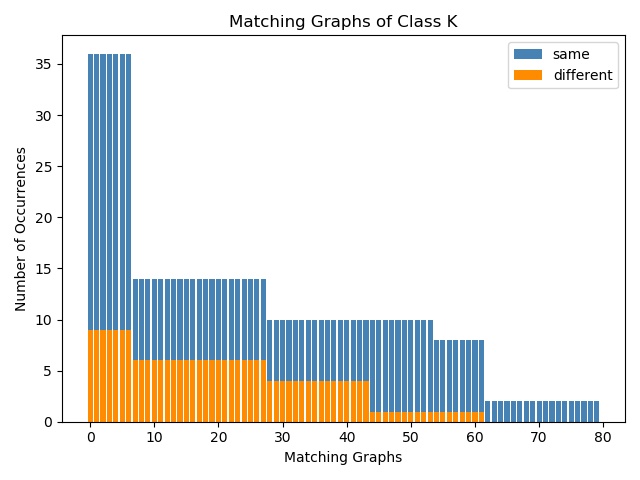 Matching Graphs of Class K
same
different
Number of Occurrences
35
30
25
20
15
10
5
0
0 10 20 30 40 50 60 70 80
Matching Graphs